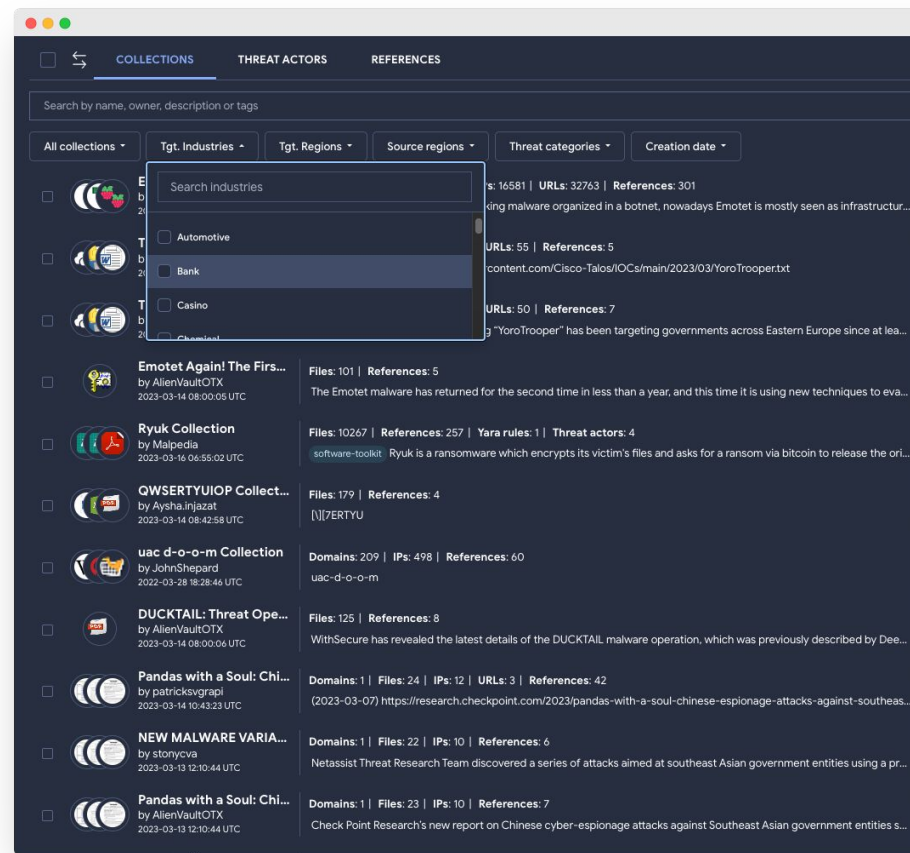 COLLECTIONS THREAT ACTORS REFERENCES
Search by name, owner, description or tags
All collections Tgt. Industries Tgt. Regions Source regions Threat categories Creation date
Search industries
Automotive
Bank
Casino
Chemical
s: 16581 | URLs: 32763 | References: 301
king malware organized in a botnet, nowadays Emotet is mostly seen as infrastructur...
URLs: 55 | References: 5
rcontent.com/Cisco-Talos/IOCs/main/2023/03/YoroTrooper.txt
URLs: 50 | References: 7
g "YoroTrooper" has been targeting governments across Eastern Europe since at lea...
Emotet Again! The Firs...
by AlienVaultOTX
2023-03-14 08:00:05 UTC
Files: 101 | References: 5
The Emotet malware has returned for the second time in less than a year, and this time it is using new techniques to eva...
Ryuk Collection
by Malpedia
2023-03-16 06:55:02 UTC
Files: 10267 | References: 257 | Yara rules: 1 | Threat actors: 4
software-toolkit Ryuk is a ransomware which encrypts its victim's files and asks for a ransom via bitcoin to release the ori...
QWSERTYUIOP Collect...
by Aysha.injazat
2023-03-14 08:42:58 UTC
Files: 179 | References: 4
[\][7ERTYU
uac d-o-o-m Collection
by JohnShepard
2022-03-28 18:28:46 UTC
Domains: 209 | IPs: 498 | References: 60
uac-d-o-o-m
DUCKTAIL: Threat Ope...
by AlienVaultOTX
2023-03-14 08:00:06 UTC
Files: 125 | References: 8
WithSecure has revealed the latest details of the DUCKTAIL malware operation, which was previously described by Dee...
Pandas with a Soul: Chi...
by patricksvgrapi
2023-03-14 10:43:23 UTC
Domains: 1 | Files: 24 | IPs: 12 | URLs: 3 | References: 42
(2023-03-07) https://research.checkpoint.com/2023/pandas-with-a-soul-chinese-espionage-attacks-against-southeas...
NEW MALWARE VARIA...
by stonycva
2023-03-13 12:10:44 UTC
Domains: 1 | Files: 22 | IPs: 10 | References: 6
Netassist Threat Research Team discovered a series of attacks aimed at southeast Asian government entities using a pr...
Pandas with a Soul: Chi...
by AlienVaultOTX
2023-03-13 12:10:44 UTC
Domains: 1 | Files: 23 | IPs: 10 | References: 7
Check Point Research's new report on Chinese cyber-espionage attacks against Southeast Asian government entities s...